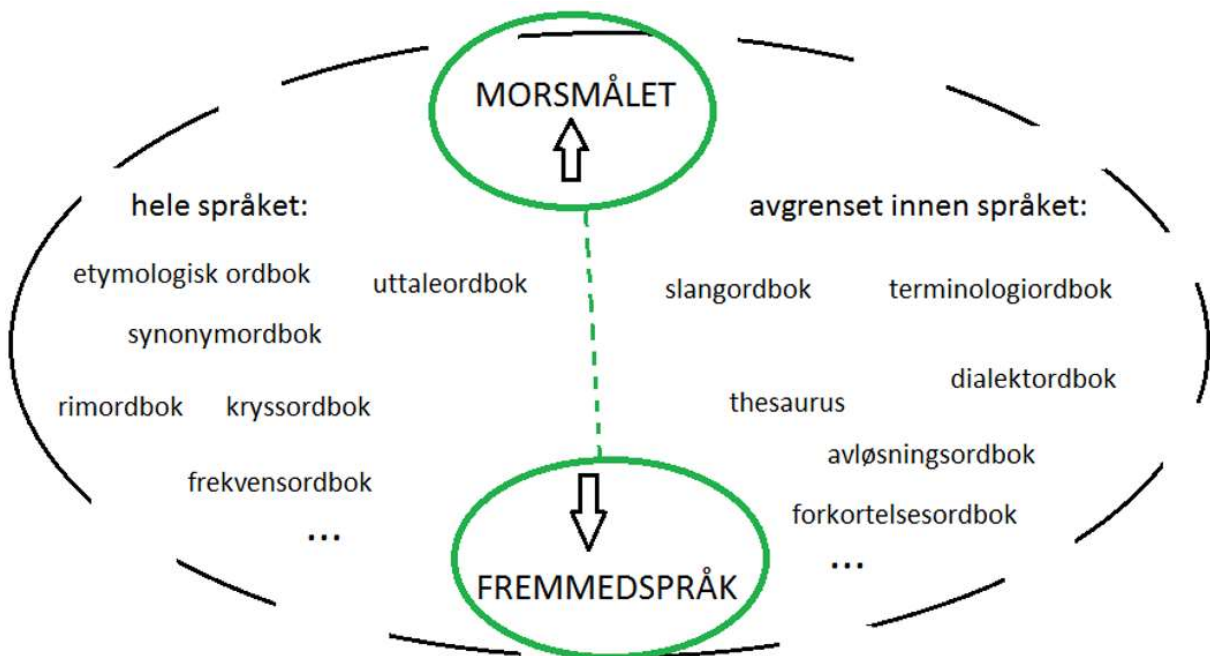 MORSMÅLET
hele språket:
etymologisk ordbok
uttaleordbok
synonymordbok
rimordbok
kryssordbok
frekvensordbok
...
avgrenset innen språket:
slangordbok
terminologiordbok
dialektordbok
thesaurus
avløsningsordbok
forkortelsesordbok
...
FREMMEDSPRÅK